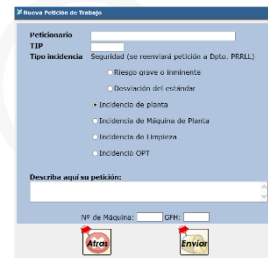 Nueva Petición de Trabajo
Peticionario
TIP
Tipo incidencia Seguridad (se reenviará petición a Dpto. PRRLL)
Riesgo grave o inminente
Desviación del estándar
Incidencia de planta
Incidencia de Máquina de Planta
Incidencia de Limpieza
Incidencia OPT
Describa aquí su petición:
Nº de Máquina: GFH:
Atras Enviar